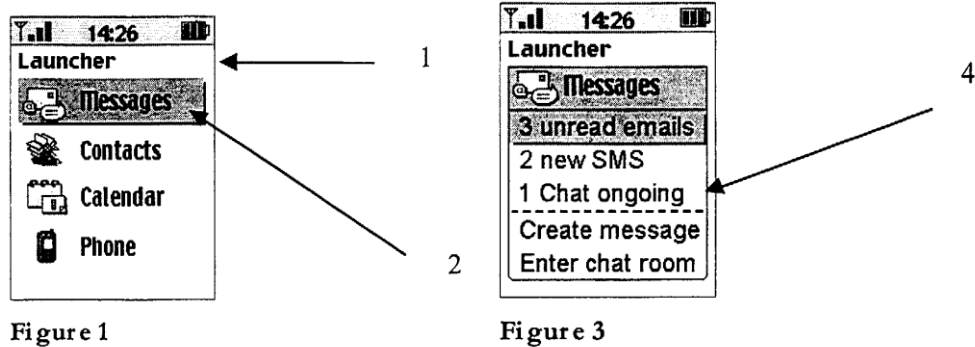 14:26
Launcher
1
Messages
Contacts
Calendar
Phone
2
Figure 1
14:26
Launcher
Messages
4
3 unread emails
2 new SMS
1 Chat ongoing
Create message
Enter chat room
Figure 3